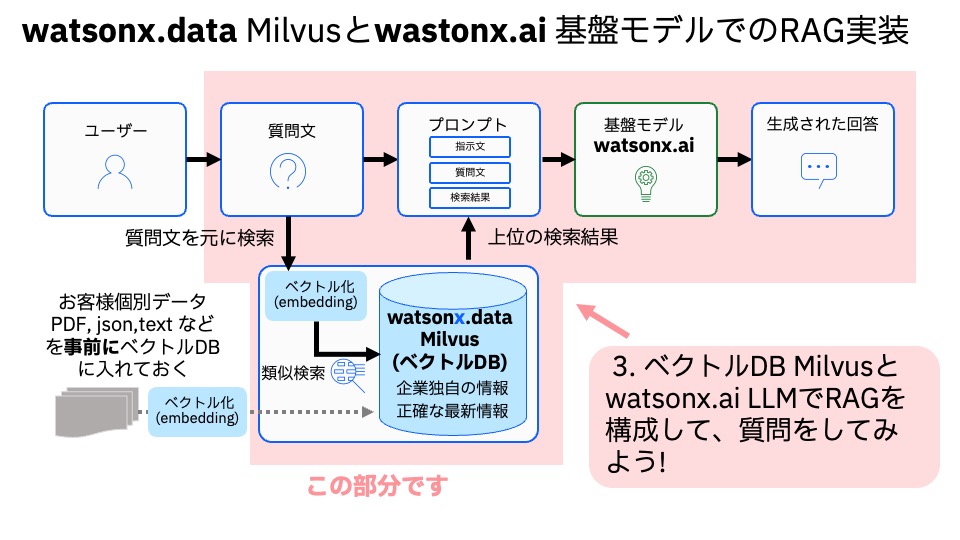 watsonx.data Milvusとwastonx.ai 基盤モデルでのRAG実装
ユーザー
質問文
プロンプト
指示文
質問文
検索結果
基盤モデル
watsonx.ai
生成された回答
質問文を元に検索
上位の検索結果
ベクトル化
(embedding)
watsonx.data
Milvus
(ベクトルDB)
企業独自の情報
正確な最新情報
類似検索
お客様個別データ
PDF, json,text など
を事前にベクトルDB
に入れておく
ベクトル化
(embedding)
この部分です
3. ベクトルDB Milvusと
watsonx.ai LLMでRAGを
構成して、質問をしてみ
よう!